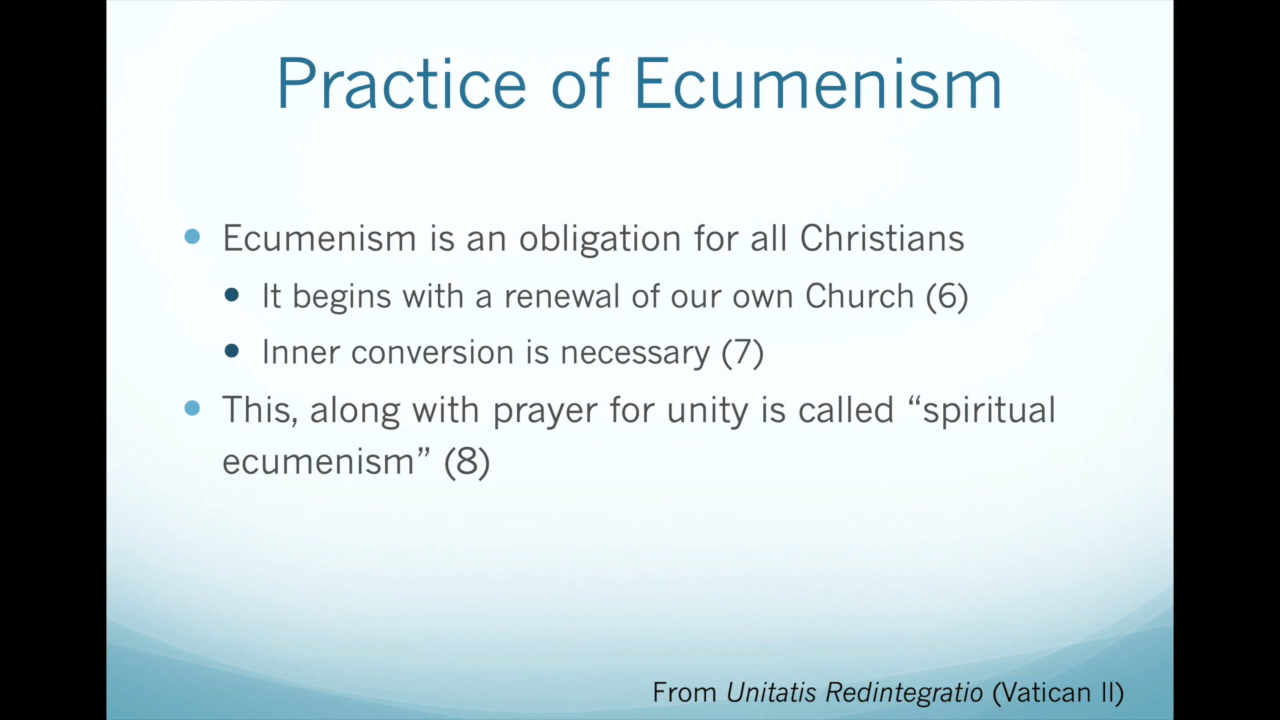 Practice of Ecumenism
Ecumenism is an obligation for all Christians
It begins with a renewal of our own Church (6)
Inner conversion is necessary (7)
This, along with prayer for unity is called “spiritual
ecumenism” (8)
From Unitatis Redintegratio (Vatican II)